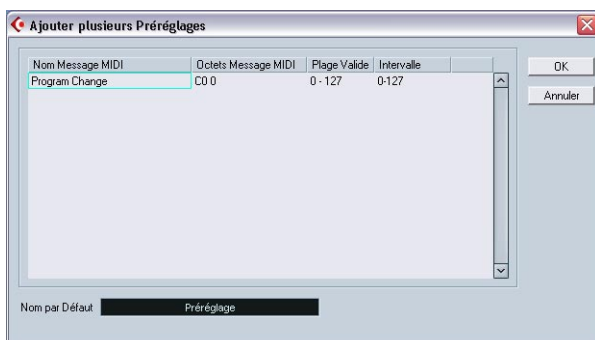 Ajouter plusieurs Préréglages
Nom Message MIDI Octets Message MIDI Plage Valide Intervalle
Program Change C0 0 0 - 127 0-127
OK
Annuler
Nom par Défaut Préréglage